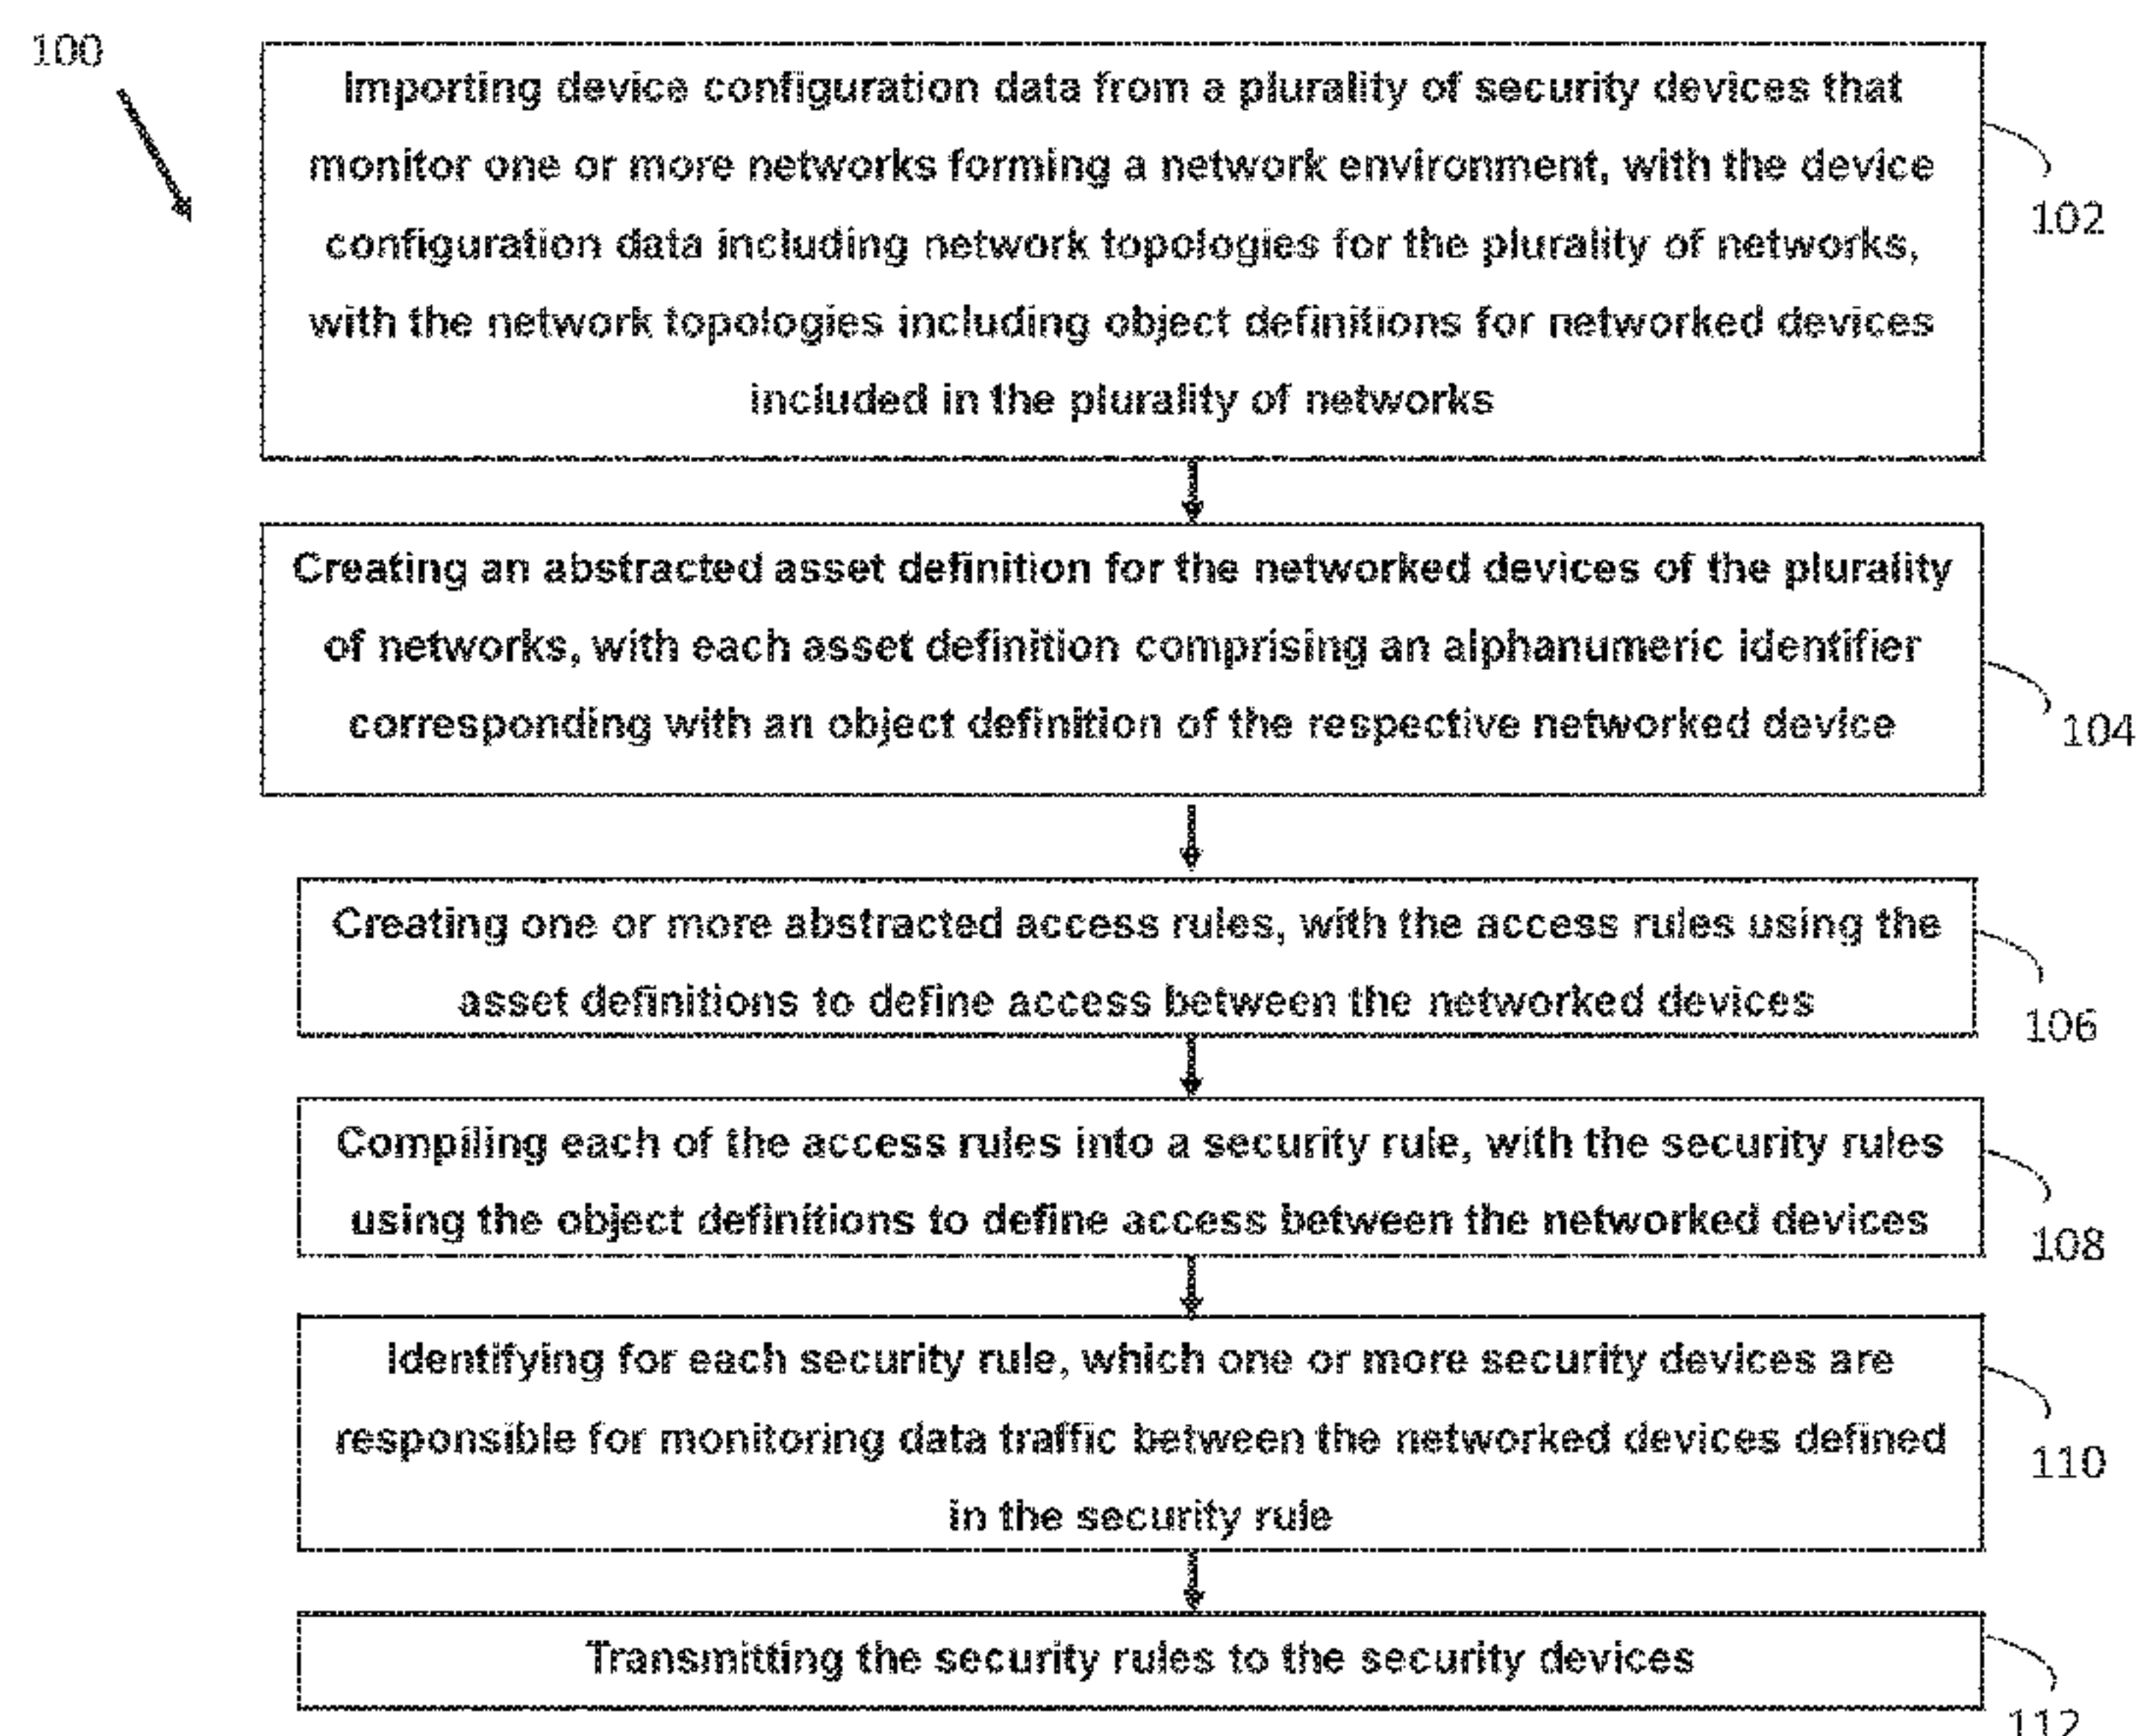 100
Importing device configuration data from a plurality of security devices that
monitor one or more networks forming a network environment, with the device
configuration data including network topologies for the plurality of networks,
with the network topologies including object definitions for networked devices
included in the plurality of networks
102
Creating an abstracted asset definition for the networked devices of the plurality
of networks, with each asset definition comprising an alphanumeric identifier
corresponding with an object definition of the respective networked device
104
Creating one or more abstracted access rules, with the access rules using the
asset definitions to define access between the networked devices
106
Compiling each of the access rules into a security rule, with the security rules
using the object definitions to define access between the networked devices
108
Identifying for each security rule, which one or more security devices are
responsible for monitoring data traffic between the networked devices defined
in the security rule
110
Transmitting the security rules to the security devices
112